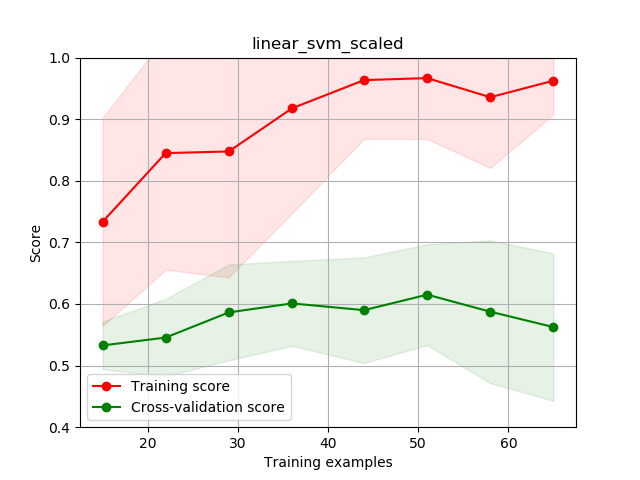 linear_svm_scaled
1.0
0.9
0.8
0.7
0.6
0.5
0.4
Score
Training score
Cross-validation score
20 30 40 50 60
Training examples